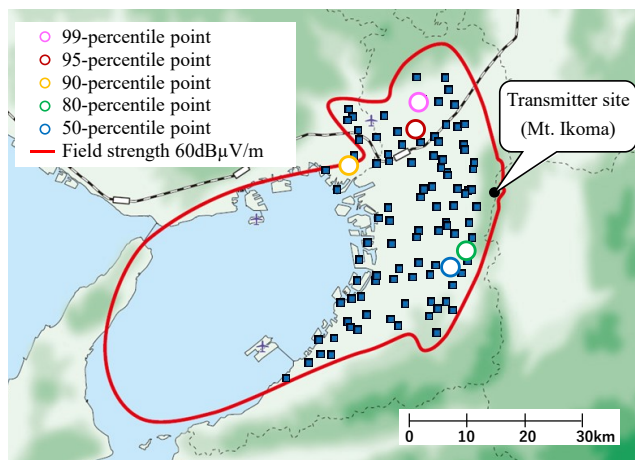 99-percentile point
95-percentile point
90-percentile point
80-percentile point
50-percentile point
Field strength 60dBμV/m
Transmitter site
(Mt. Ikoma)
0 10 20 30km